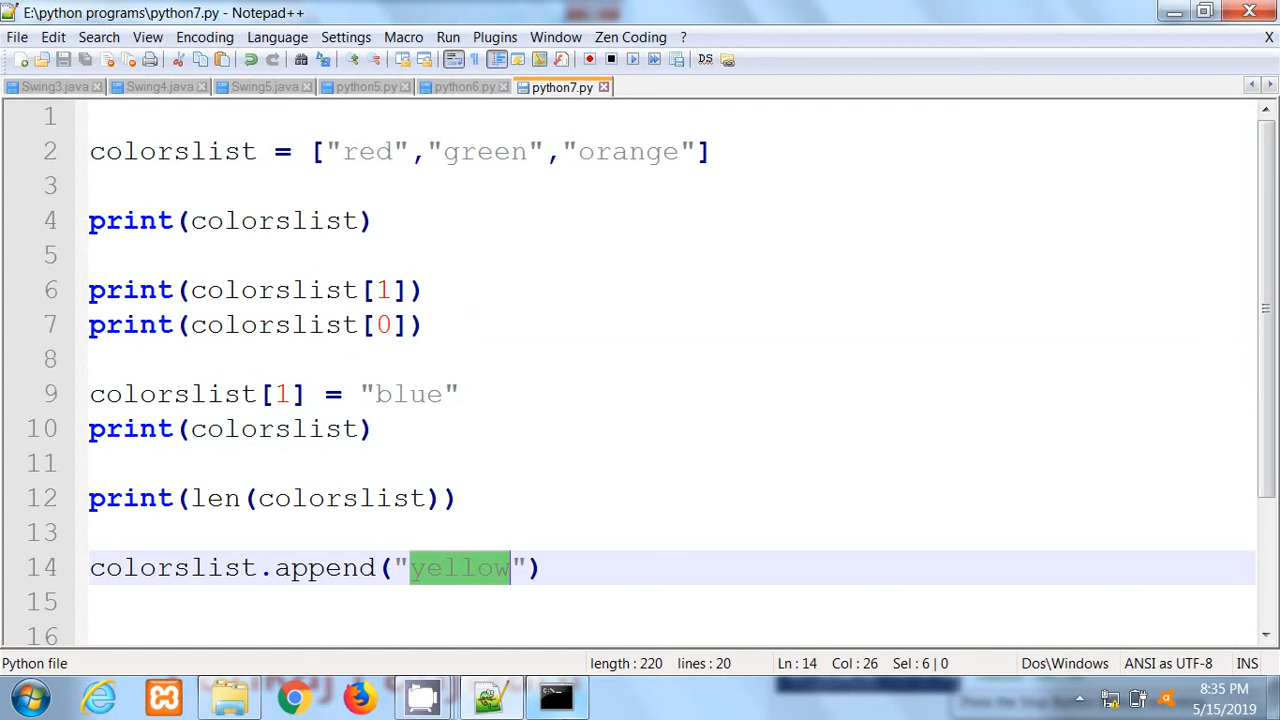 E:\python programs\python7.py - Notepad++
File Edit Search View Encoding Language Settings Macro Run Plugins Window Zen Coding ? X
Swing3.java Swing4.java Swing5.java python5.py python6.py python7.py
1
2 colorslist = ["red","green","orange"]
3
4 print(colorslist)
5
6 print(colorslist[1])
7 print(colorslist[0])
8
9 colorslist[1] = "blue"
10 print(colorslist)
11
12 print(len(colorslist))
13
14 colorslist.append("yellow")
15
16
Python file length : 220 lines : 20 Ln : 14 Col : 26 Sel : 6 | 0 Dos\Windows ANSI as UTF-8 INS
8:35 PM
5/15/2019